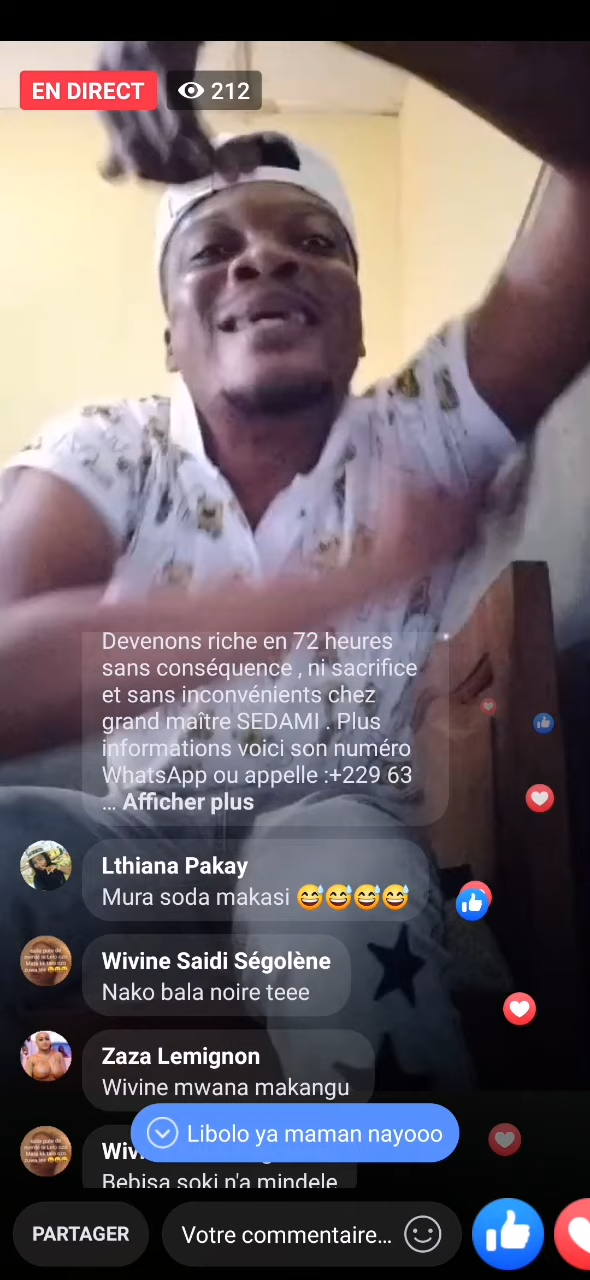 EN DIRECT
212
Devenons riche en 72 heures
sans conséquence , ni sacrifice
et sans inconvénients chez
grand maître SEDAMI . Plus
informations voici son numéro
WhatsApp ou appelle :+229 63
... Afficher plus
Lthiana Pakay
Mura soda makasi 😅😅😅😅
Wivine Saidi Ségolène
Nako bala noire teee
Zaza Lemignon
Wivine mwana makangu
Libolo ya maman nayooo
Bebisa soki n'a mindele
PARTAGER
Votre commentaire...